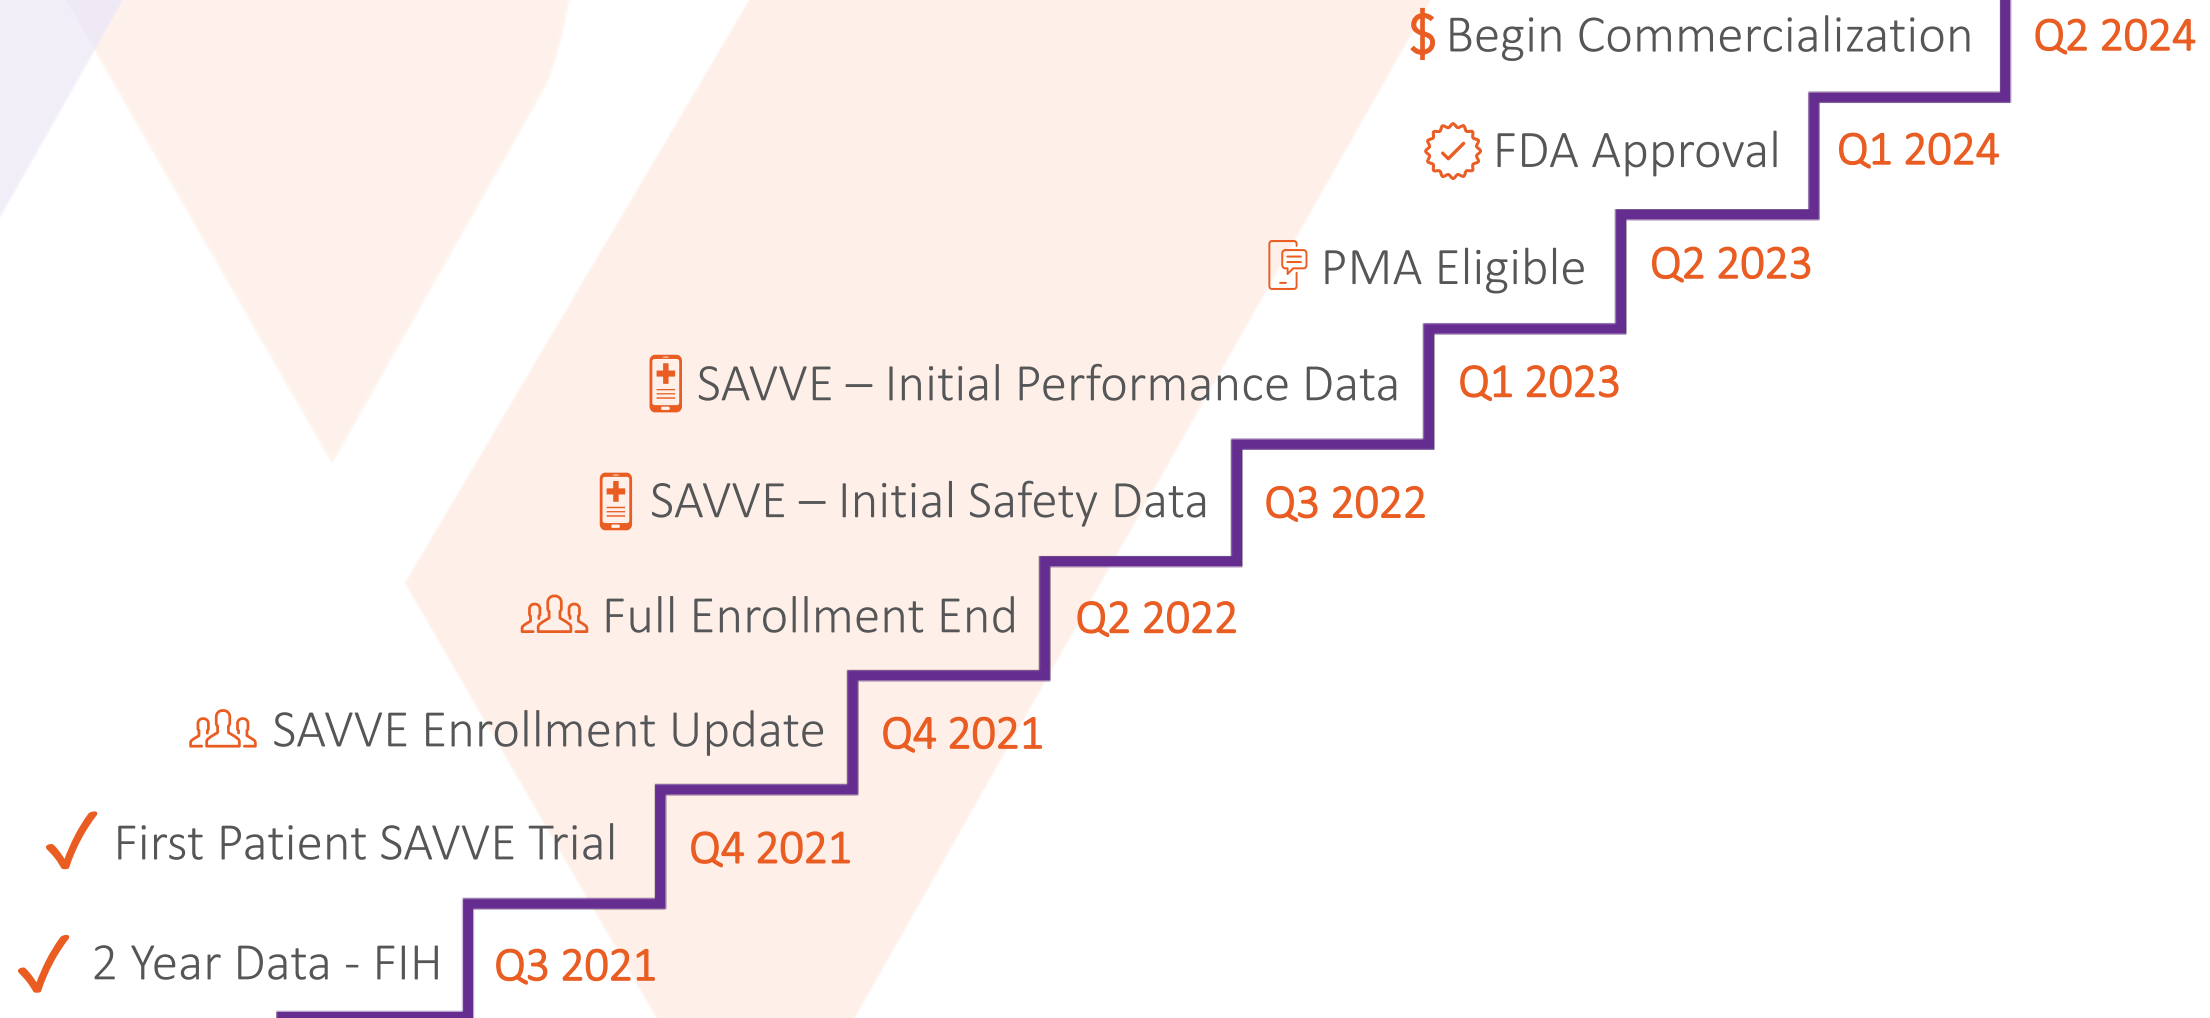 $ Begin Commercialization Q2 2024
FDA Approval Q1 2024
PMA Eligible Q2 2023
SAVVE – Initial Performance Data Q1 2023
SAVVE – Initial Safety Data Q3 2022
Full Enrollment End Q2 2022
SAVVE Enrollment Update Q4 2021
First Patient SAVVE Trial Q4 2021
2 Year Data - FIH Q3 2021